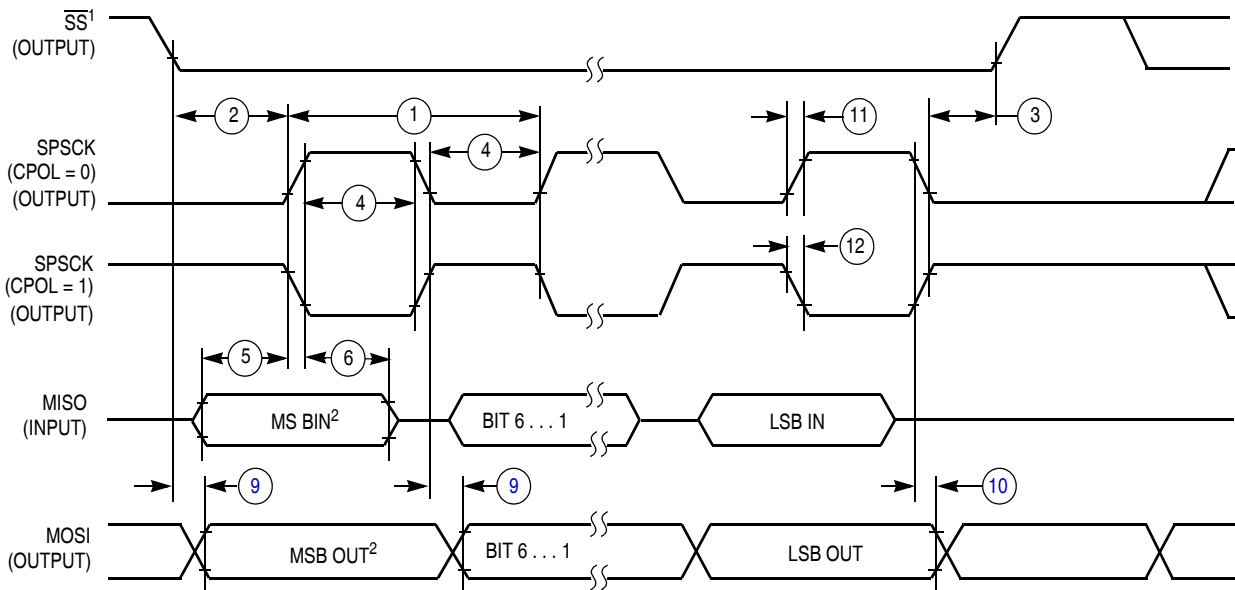 SS¹
(OUTPUT)
2
1
11
3
SPSCK
(CPOL = 0)
(OUTPUT)
4
4
SPSCK
(CPOL = 1)
(OUTPUT)
12
5
6
MISO
(INPUT)
MS BIN²
BIT 6 . . . 1
LSB IN
9
9
10
MOSI
(OUTPUT)
MSB OUT²
BIT 6 . . . 1
LSB OUT